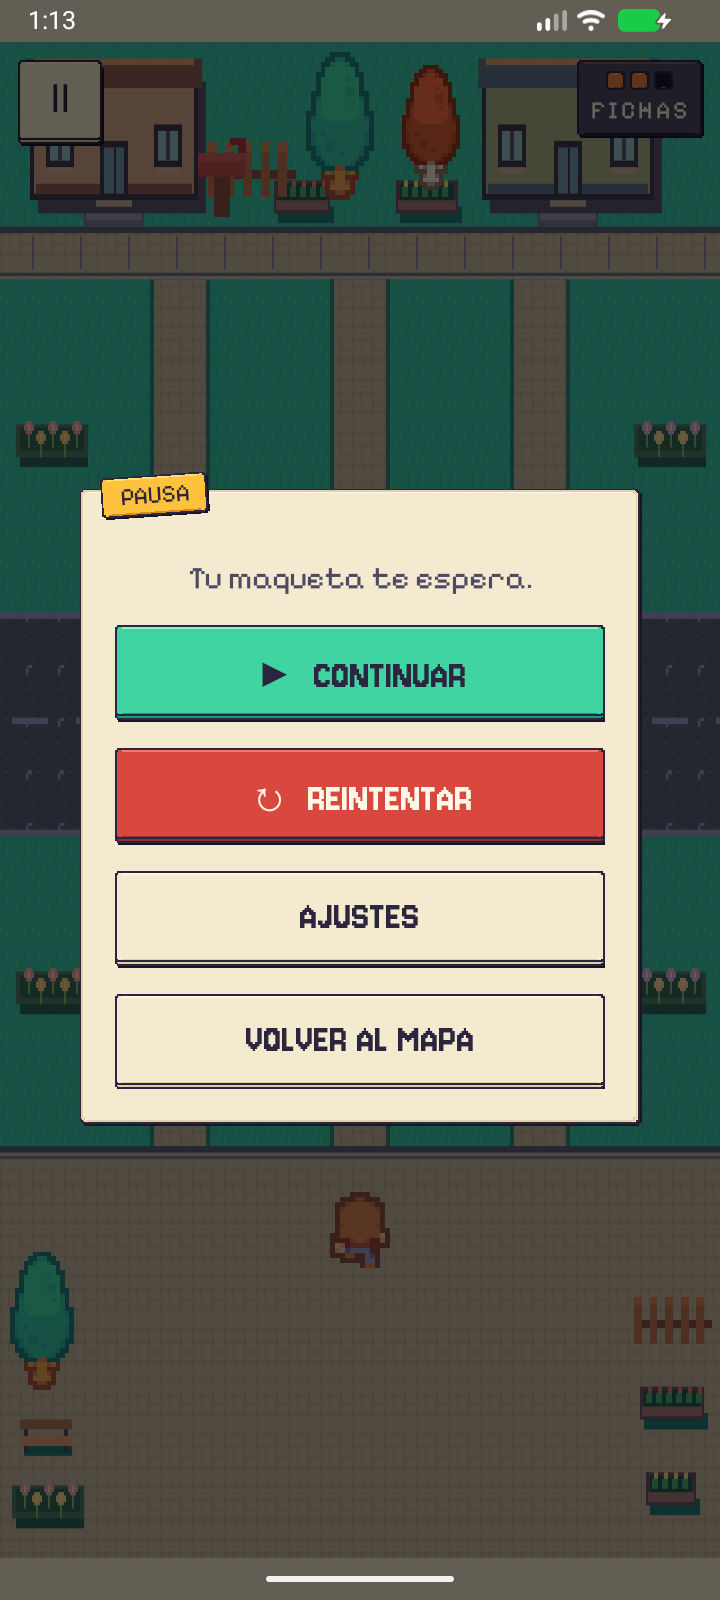 1:13
FICHAS
PAUSA
Tu maqueta te espera.
CONTINUAR
REINTENTAR
AJUSTES
VOLVER AL MAPA